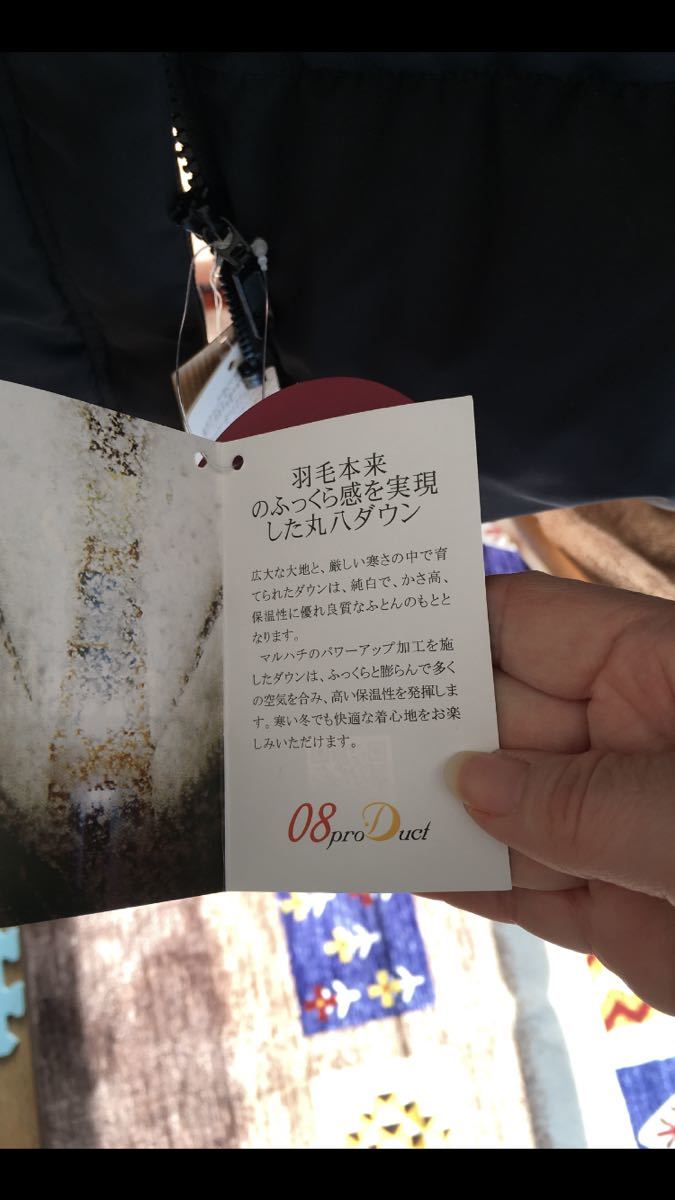 羽毛本来
のふっくら感を実現
した丸八ダウン
広大な大地と、厳しい寒さの中で育
てられたダウンは、純白で、かさ高、
保温性に優れ良質なふとんのもとと
なります。
マルハチのパワーアップ加工を施
したダウンは、ふっくらと膨らんで多く
の空気を合み、高い保温性を発揮しま
す。寒い冬でも快適な着心地をお楽
しみいただけます。
08proDuct